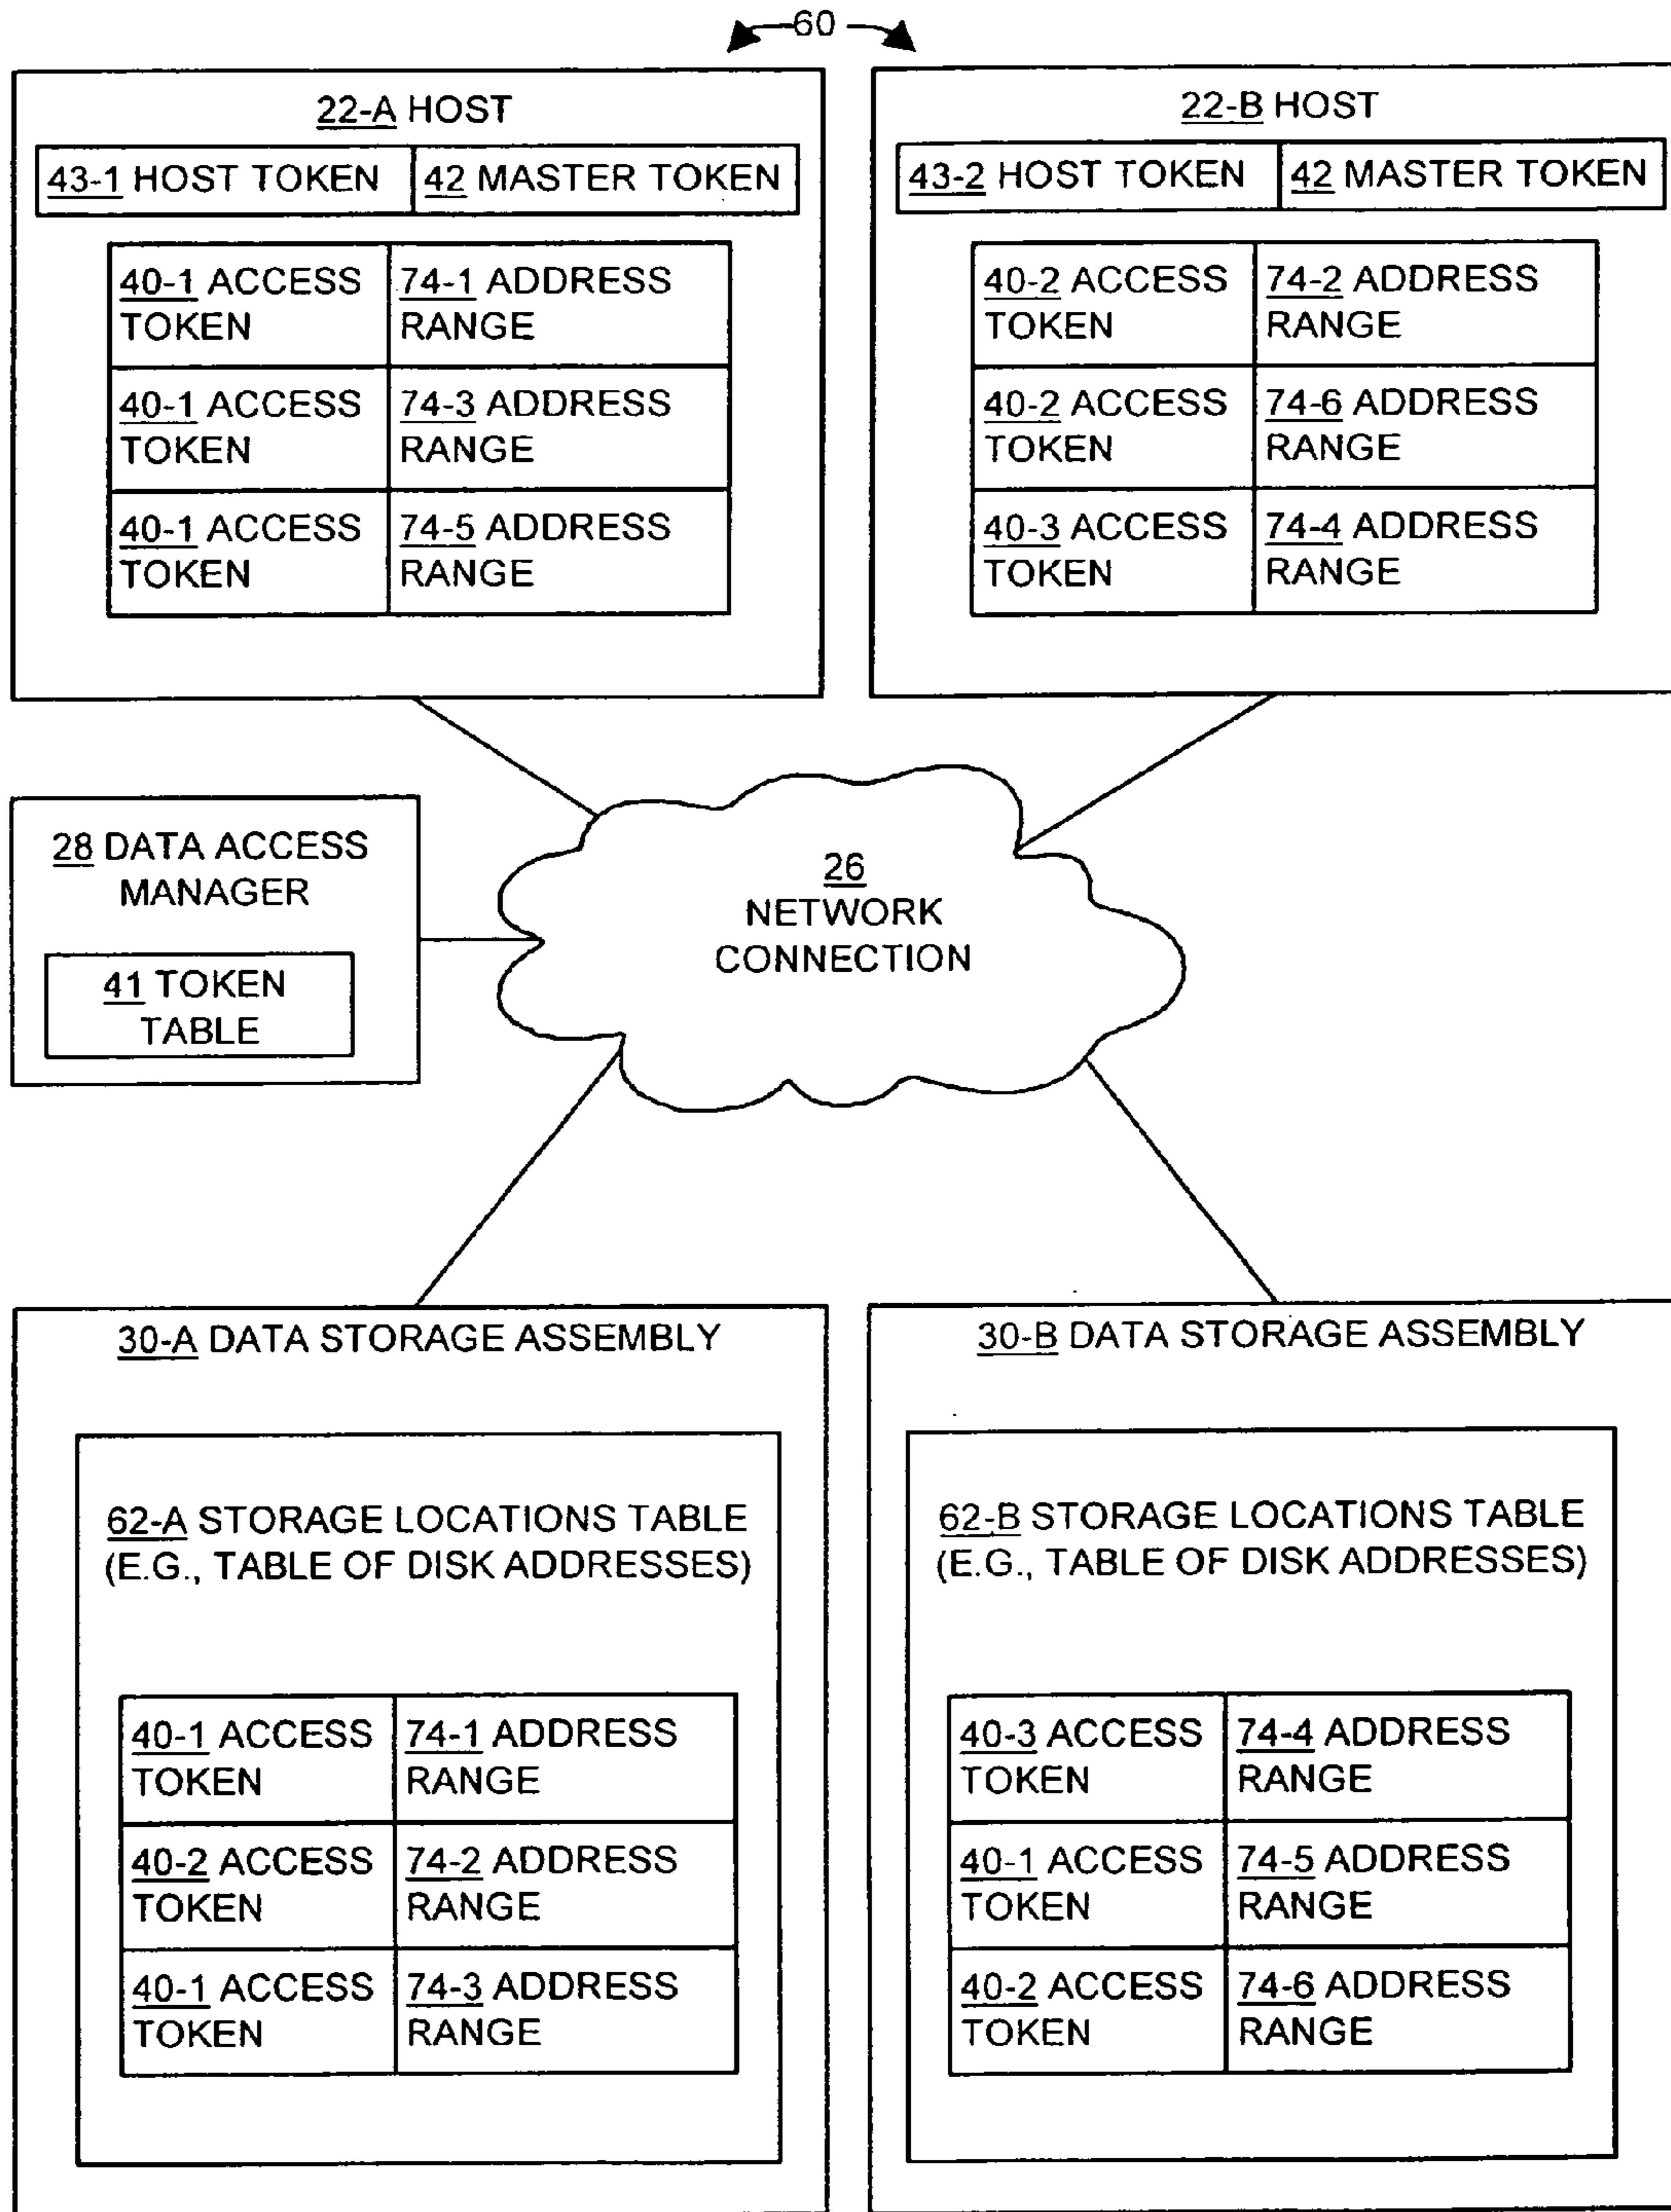 60
22-A HOST
43-1 HOST TOKEN
42 MASTER TOKEN
40-1 ACCESS
TOKEN
74-1 ADDRESS
RANGE
40-1 ACCESS
TOKEN
74-3 ADDRESS
RANGE
40-1 ACCESS
TOKEN
74-5 ADDRESS
RANGE
22-B HOST
43-2 HOST TOKEN
42 MASTER TOKEN
40-2 ACCESS
TOKEN
74-2 ADDRESS
RANGE
40-2 ACCESS
TOKEN
74-6 ADDRESS
RANGE
40-3 ACCESS
TOKEN
74-4 ADDRESS
RANGE
28 DATA ACCESS
MANAGER
41 TOKEN
TABLE
26
NETWORK
CONNECTION
30-A DATA STORAGE ASSEMBLY
62-A STORAGE LOCATIONS TABLE
(E.G., TABLE OF DISK ADDRESSES)
40-1 ACCESS
TOKEN
74-1 ADDRESS
RANGE
40-2 ACCESS
TOKEN
74-2 ADDRESS
RANGE
40-1 ACCESS
TOKEN
74-3 ADDRESS
RANGE
30-B DATA STORAGE ASSEMBLY
62-B STORAGE LOCATIONS TABLE
(E.G., TABLE OF DISK ADDRESSES)
40-3 ACCESS
TOKEN
74-4 ADDRESS
RANGE
40-1 ACCESS
TOKEN
74-5 ADDRESS
RANGE
40-2 ACCESS
TOKEN
74-6 ADDRESS
RANGE